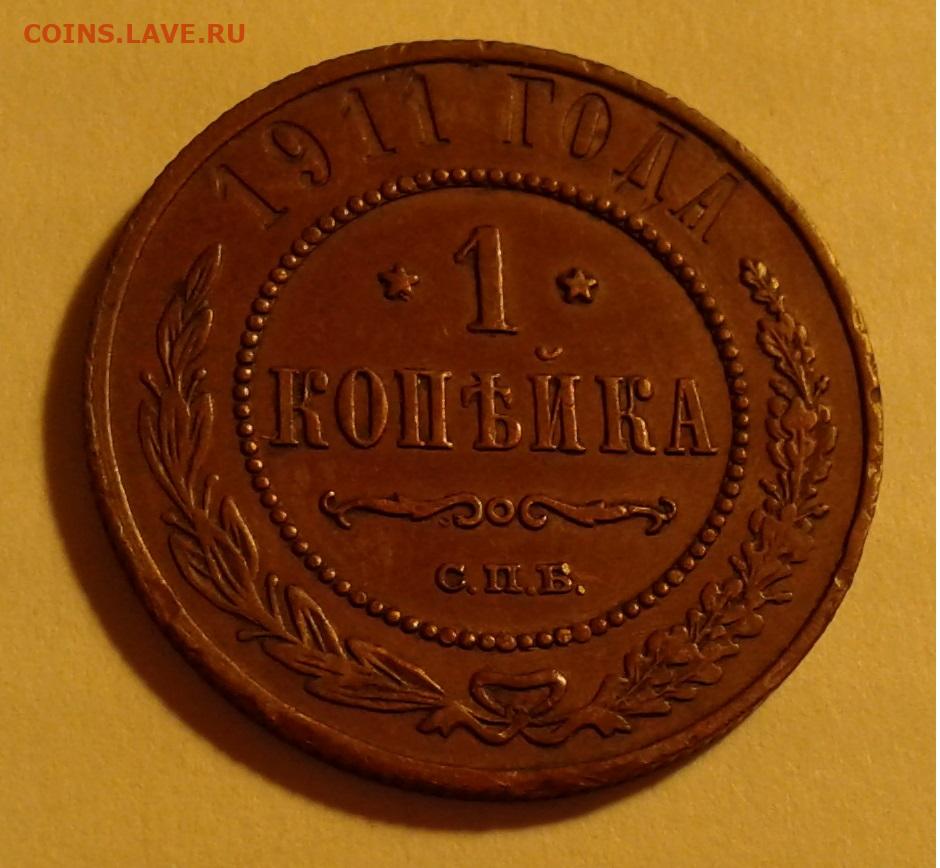 COINS.LAVE.RU
1911 ГОДА
1
КОПѢЙКА
С.П.Б.